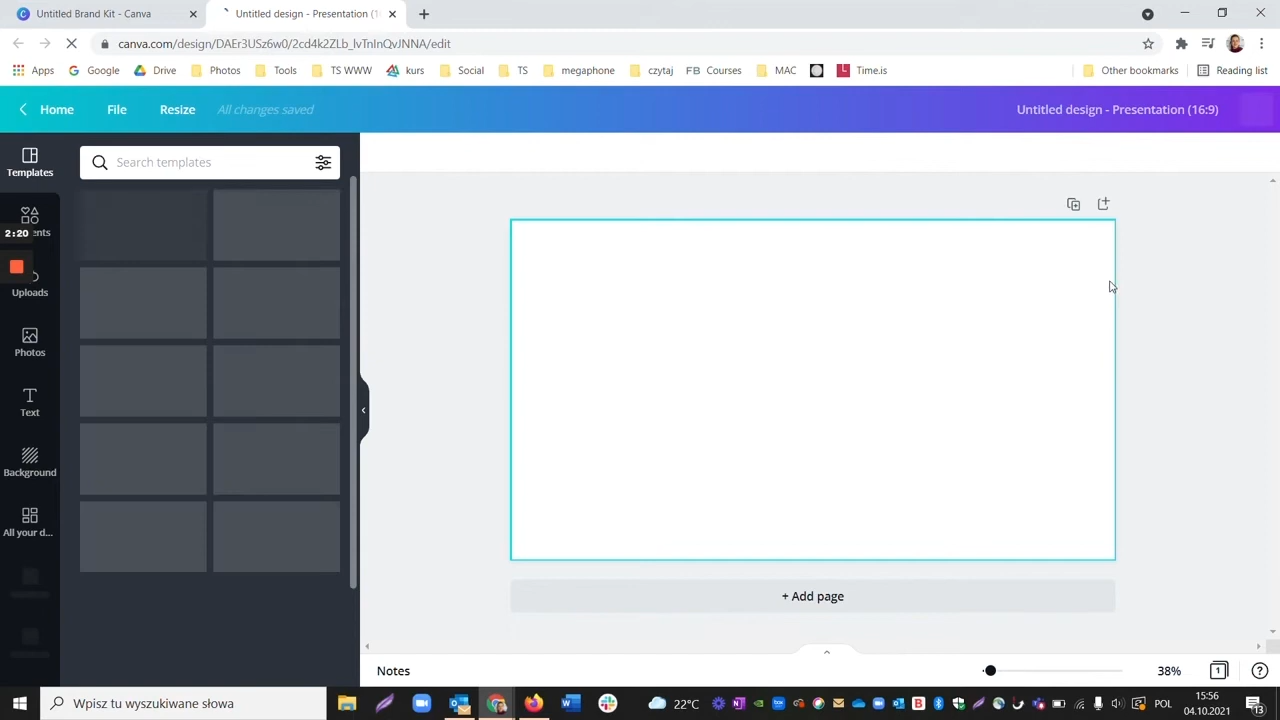 Untitled Brand Kit - Canva
Untitled design - Presentation (1
canva.com/design/DAEr3USz6w0/2cd4k2ZLb_lvTnInQvJNNA/edit
Apps Google Drive Photos Tools TS WWW kurs Social TS megaphone czytaj FB Courses MAC Time.is Other bookmarks Reading list
Home File Resize All changes saved Untitled design - Presentation (16:9)
Templates
Search templates
2:20
ents
Uploads
Photos
Text
Background
All your d...
+ Add page
Notes 38% 1 ?
Wpisz tu wyszukiwane słowa
22°C POL 15:56
04.10.2021 13